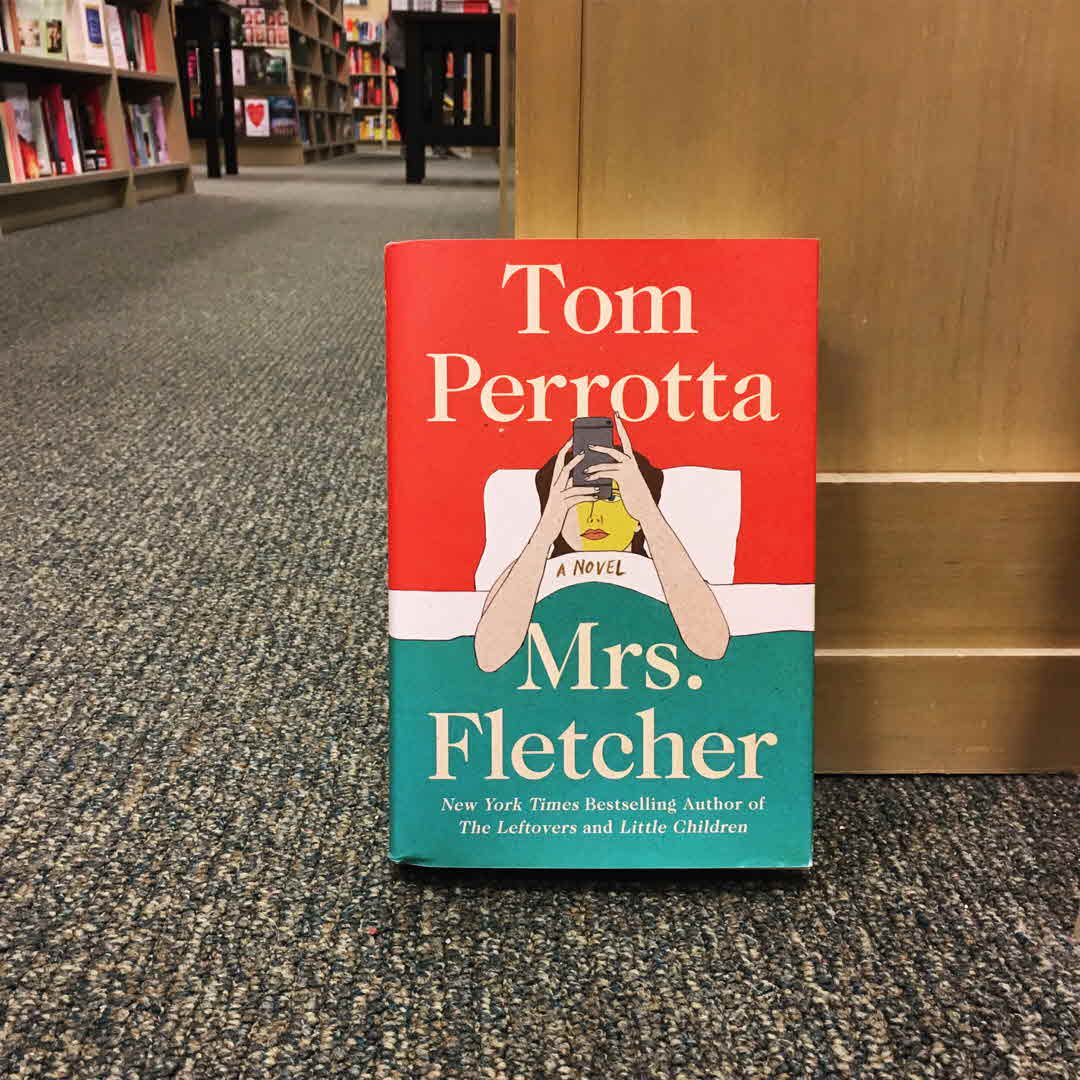 Tom
Perrotta
A NOVEL
Mrs.
Fletcher
New York Times Bestselling Author of
The Leftovers and Little Children